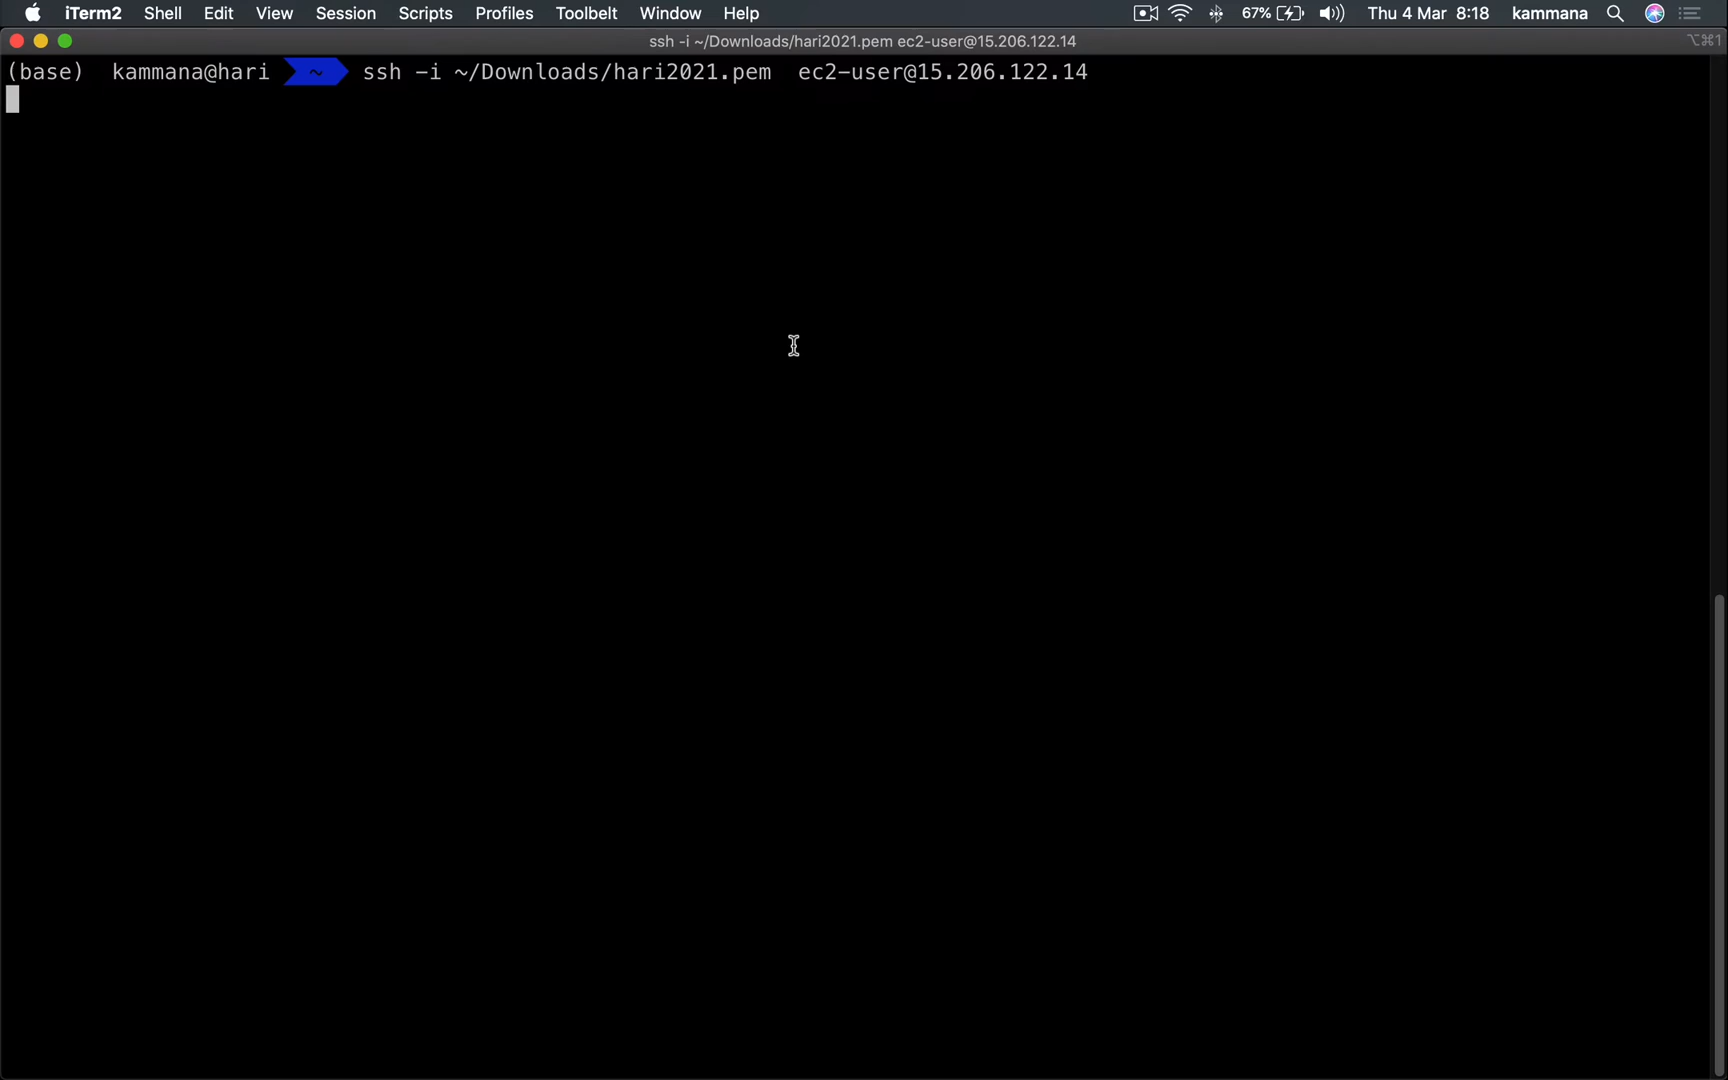 iTerm2 Shell Edit View Session Scripts Profiles Toolbelt Window Help 67% Thu 4 Mar 8:18 kammana
ssh -i ~/Downloads/hari2021.pem ec2-user@15.206.122.14 ⌥⌘1
(base) kammana@hari ~ ssh -i ~/Downloads/hari2021.pem  ec2-user@15.206.122.14